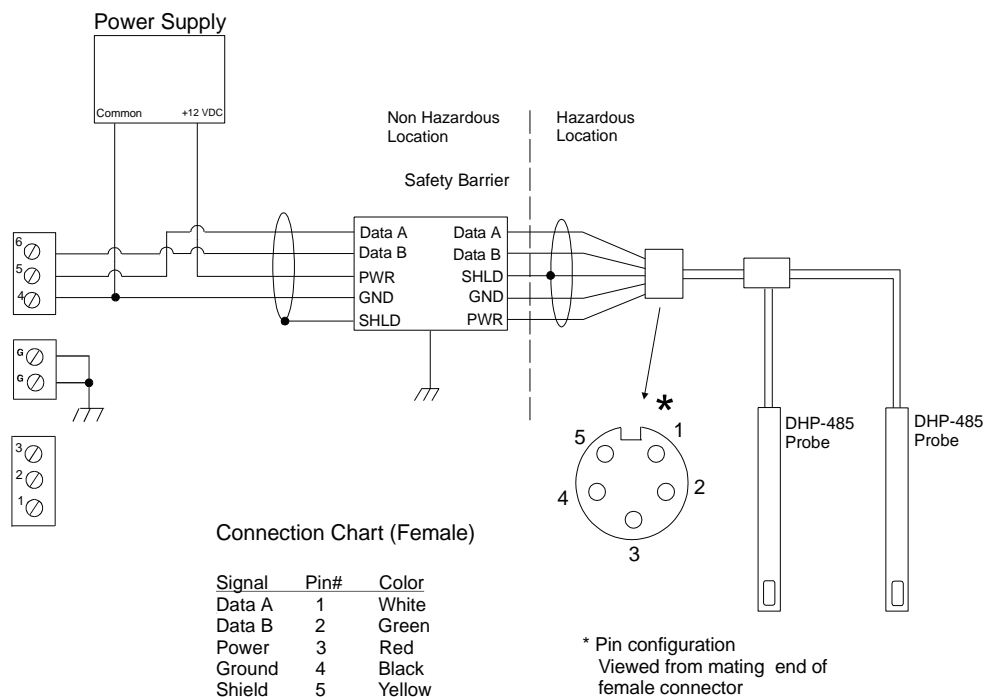 Power Supply
Common +12 VDC
Non Hazardous
Location
Hazardous
Location
Safety Barrier
6
5
4
Data A
Data B
PWR
GND
SHLD
Data A
Data B
SHLD
GND
PWR
G
G
3
2
1
*
5 1
4 2
3
DHP-485
Probe
DHP-485
Probe
Connection Chart (Female)
Signal Pin# Color
Data A 1 White
Data B 2 Green
Power 3 Red
Ground 4 Black
Shield 5 Yellow
* Pin configuration
Viewed from mating end of
female connector